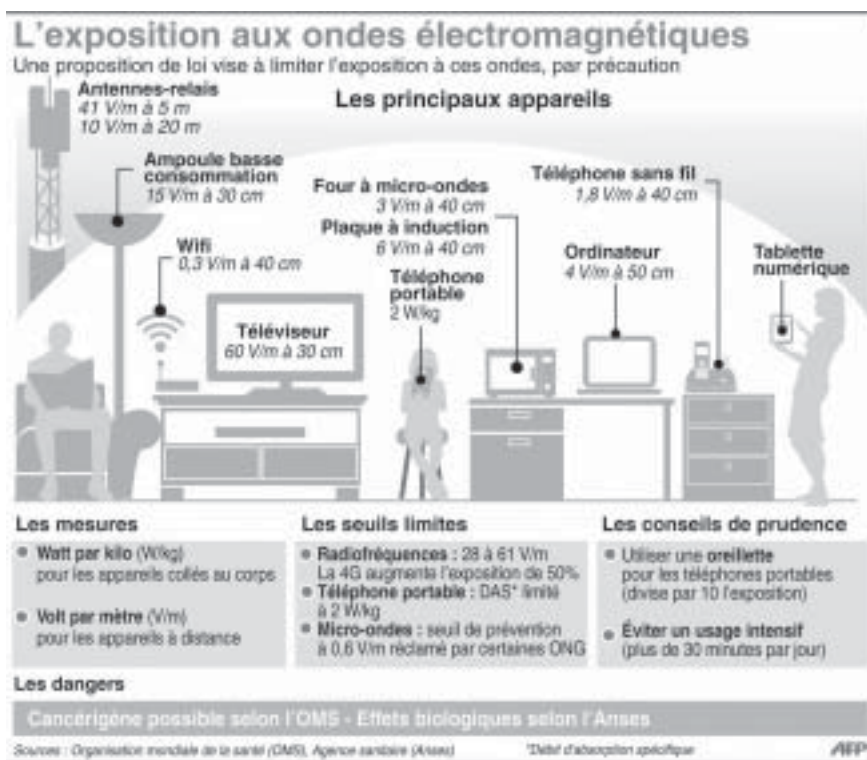 L'exposition aux ondes électromagnétiques
Une proposition de loi vise à limiter l'exposition à ces ondes, par précaution
Les principaux appareils
Antennes-relais
41 V/m à 5 m
10 V/m à 20 m
Ampoule basse
consommation
15 V/m à 30 cm
Wifi
0,3 V/m à 40 cm
Téléviseur
60 V/m à 30 cm
Four à micro-ondes
3 V/m à 40 cm
Plaque à induction
6 V/m à 40 cm
Téléphone
portable
2 W/kg
Ordinateur
4 V/m à 50 cm
Téléphone sans fil
1,8 V/m à 40 cm
Tablette
numérique
Les mesures
Watt par kilo (W/kg)
pour les appareils collés au corps
Volt par mètre (V/m)
pour les appareils à distance
Les seuils limites
Radiofréquences : 28 à 61 V/m
La 4G augmente l'exposition de 50%
Téléphone portable : DAS* limité
à 2 W/kg
Micro-ondes : seuil de prévention
à 0,6 V/m réclamé par certaines ONG
Les conseils de prudence
Utiliser une oreillette
pour les téléphones portables
(divise par 10 l'exposition)
Éviter un usage intensif
(plus de 30 minutes par jour)
Les dangers
Cancérigène possible selon l'OMS - Effets biologiques selon l'Anses
Sources : Organisation mondiale de la santé (OMS), Agence sanitaire (Anses)
*Débit d'absorption spécifique
AFP